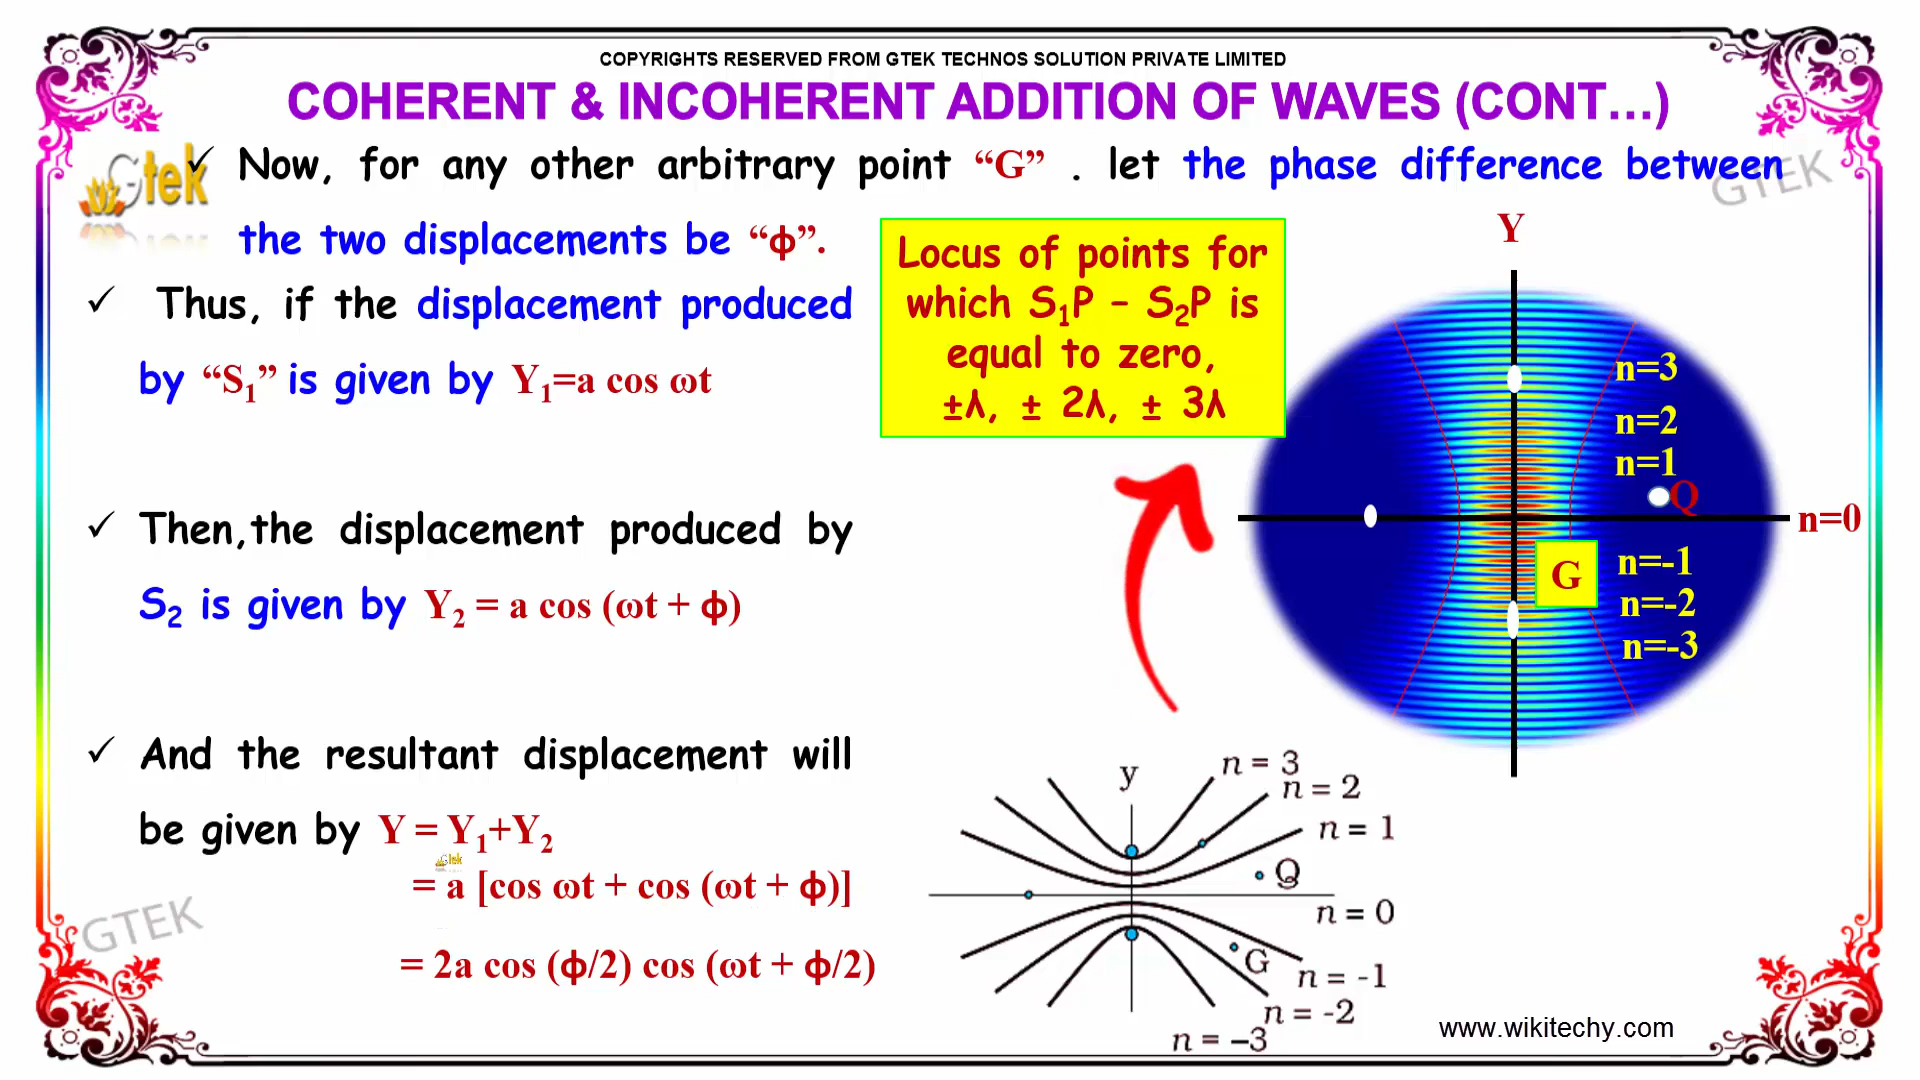 COPYRIGHTS RESERVED FROM GTEK TECHNOS SOLUTION PRIVATE LIMITED
COHERENT & INCOHERENT ADDITION OF WAVES (CONT…)
Gtek
GTEK
✓ Now, for any other arbitrary point “G” . let the phase difference between
the two displacements be “ϕ”.
✓ Thus, if the displacement produced
by “S₁” is given by Y₁=a cos ωt
✓ Then,the displacement produced by
S₂ is given by Y₂ = a cos (ωt + ϕ)
✓ And the resultant displacement will
be given by Y = Y₁+Y₂
Gtek
= a [cos ωt + cos (ωt + ϕ)]
= 2a cos (ϕ/2) cos (ωt + ϕ/2)
GTEK
Locus of points for
which S₁P – S₂P is
equal to zero,
±λ, ± 2λ, ± 3λ
Y
n=3
n=2
n=1
Q
n=0
G
n=-1
n=-2
n=-3
y
n = 3
n = 2
n = 1
Q
n = 0
G
n = -1
n = -2
n = –3
www.wikitechy.com